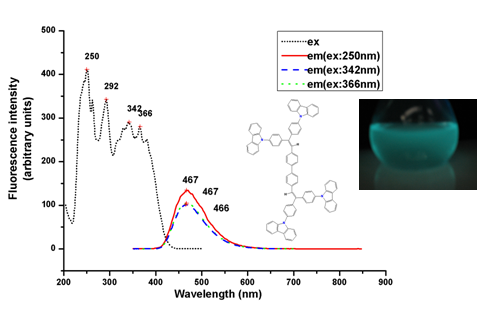 Fluorescence intensity
(arbitrary units)
500
400
300
200
100
0
250
292
342
366
467
467
466
ex
em(ex:250nm)
em(ex:342nm)
em(ex:366nm)
N
N
N
N
200 300 400 500 600 700 800 900
Wavelength (nm)